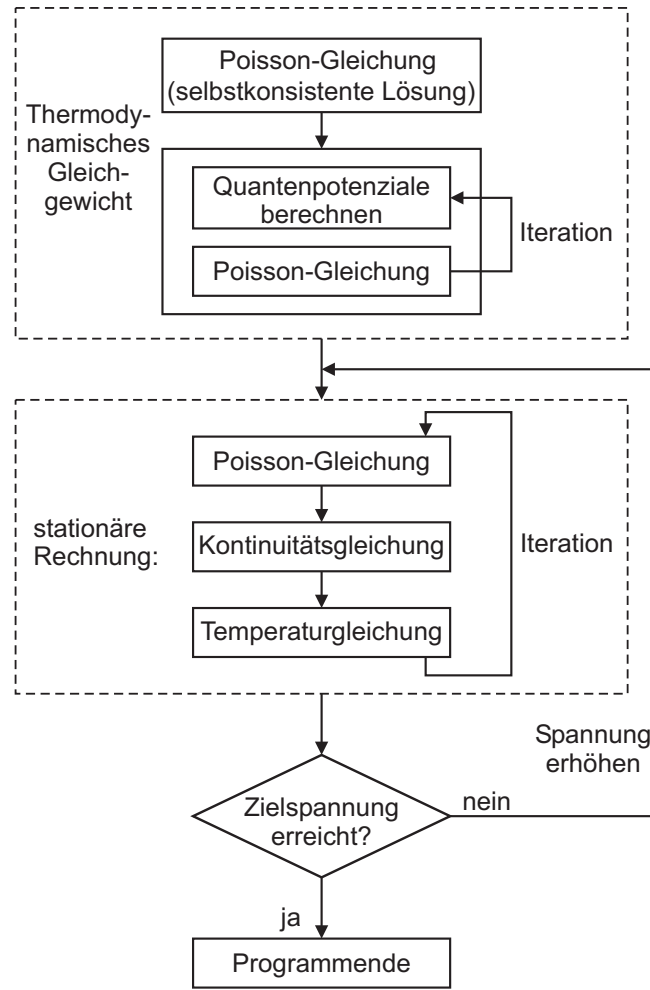 Poisson-Gleichung
(selbstkonsistente Lösung)
Thermody-
namisches
Gleich-
gewicht
Quantenpotenziale
berechnen
Iteration
Poisson-Gleichung
Poisson-Gleichung
stationäre
Rechnung:
Kontinuitätsgleichung
Iteration
Temperaturgleichung
Spannung
erhöhen
Zielspannung
erreicht?
nein
ja
Programmende